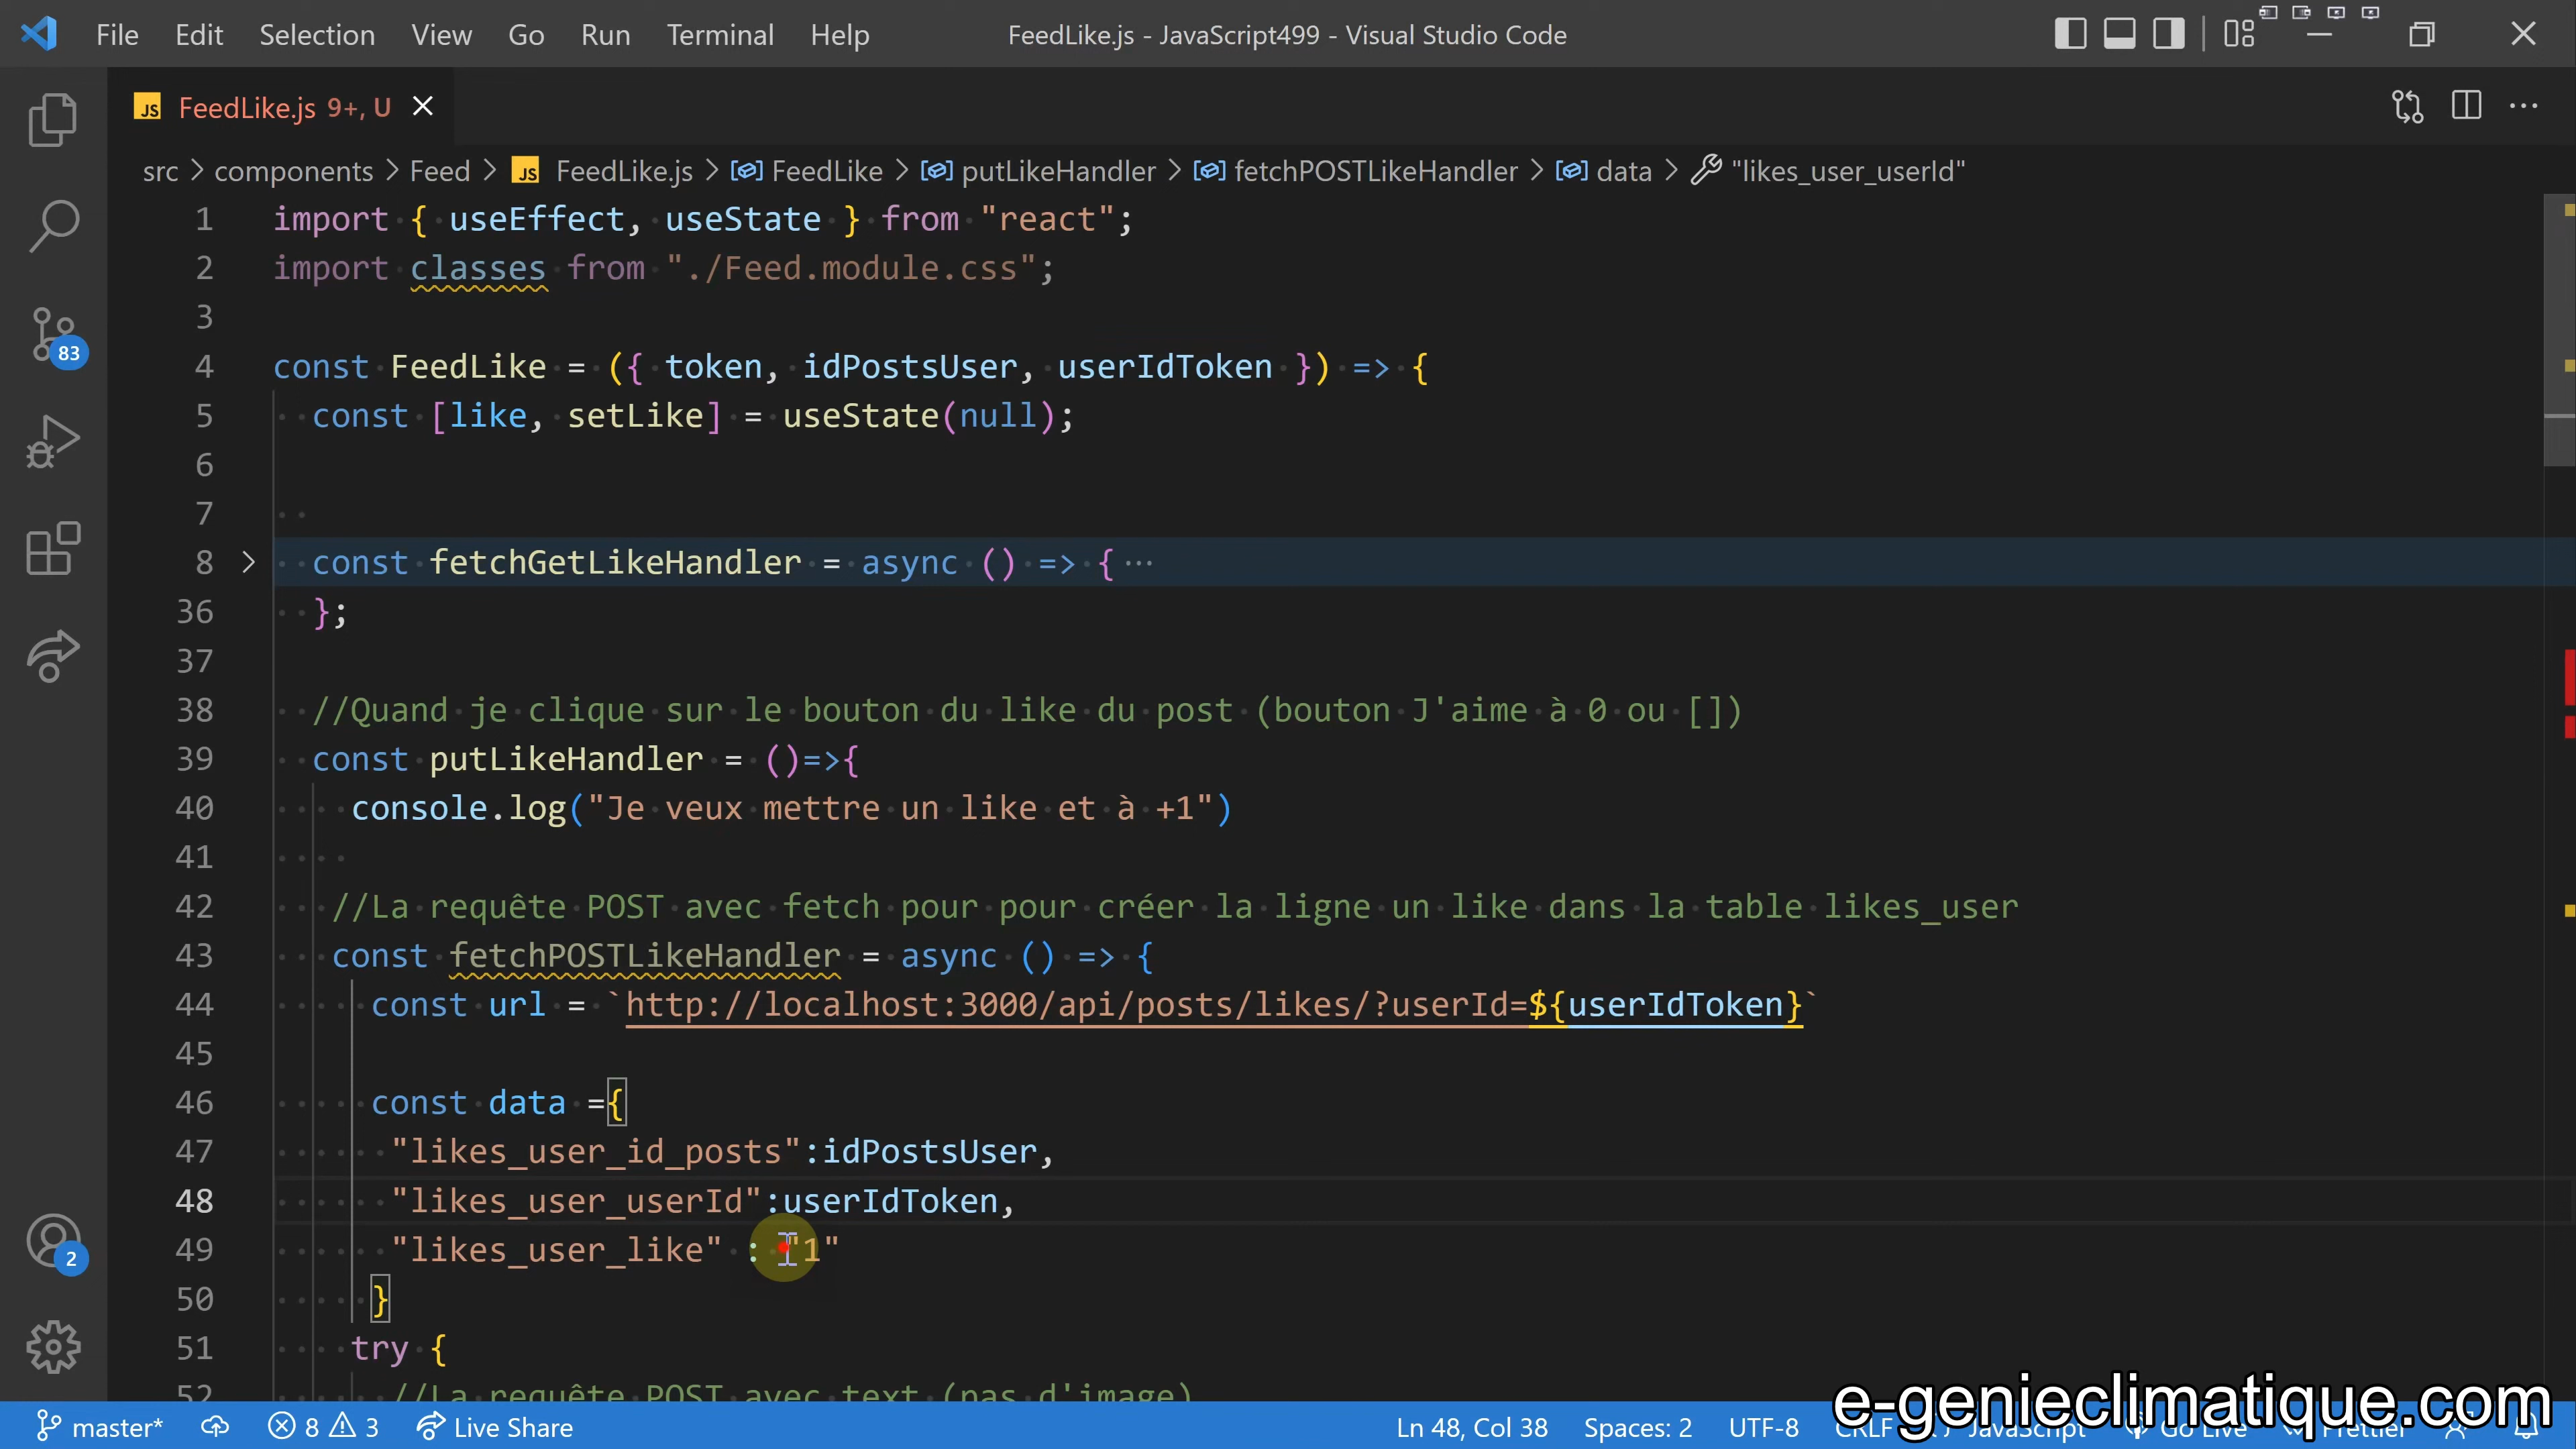 File Edit Selection View Go Run Terminal Help FeedLike.js - JavaScript499 - Visual Studio Code
JS FeedLike.js 9+, U
src > components > Feed > JS FeedLike.js > FeedLike > putLikeHandler > fetchPOSTLikeHandler > data > "likes_user_userId"
83
1 import { useEffect, useState } from "react";
2 import classes from "./Feed.module.css";
3
4 const FeedLike = ({ token, idPostsUser, userIdToken }) => {
5 const [like, setLike] = useState(null);
6
7
8 const fetchGetLikeHandler = async () => { ···
36 };
37
38 //Quand je clique sur le bouton du like du post (bouton J'aime à 0 ou [])
39 const putLikeHandler = ()=>{
40 console.log("Je veux mettre un like et à +1")
41
42 //La requête POST avec fetch pour pour créer la ligne un like dans la table likes_user
43 const fetchPOSTLikeHandler = async () => {
44 const url = `http://localhost:3000/api/posts/likes/?userId=${userIdToken}`
45
46 const data ={
47 "likes_user_id_posts":idPostsUser,
48 "likes_user_userId":userIdToken,
49 "likes_user_like" : "1"
50 }
51 try {
52 //La requête POST avec text (pas d'image)
2
e-genieclimatique.com
master* 8 3 Live Share Ln 48, Col 38 Spaces: 2 UTF-8 CRLF JavaScript Go Live Prettier